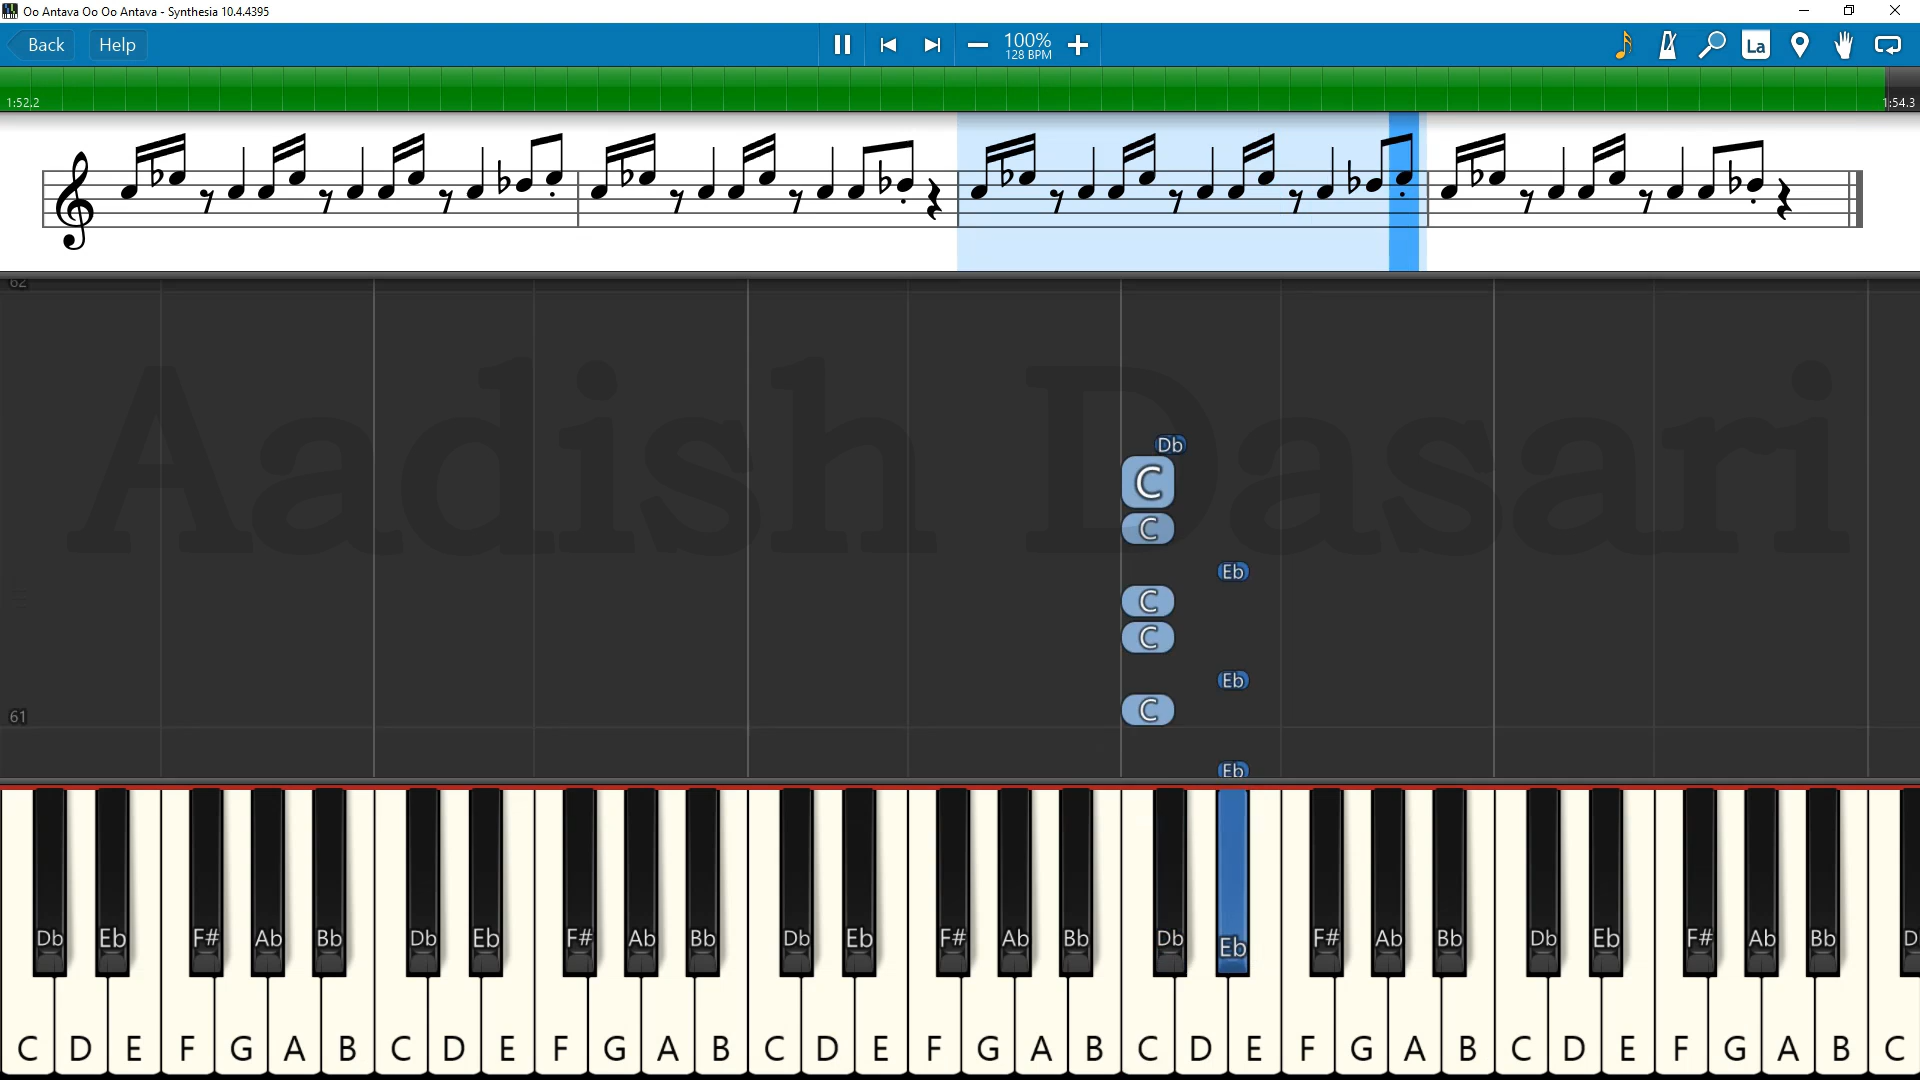 Oo Antava Oo Oo Antava - Synthesia 10.4.4395
Back Help 100% La
128 BPM
1:52.2 1:54.3
62
Aadish Dasari
Db
C
C
Eb
C
C
Eb
C
61
Eb
Db Eb F# Ab Bb Db Eb F# Ab Bb Db Eb F# Ab Bb Db Eb F# Ab Bb Db Eb F# Ab Bb D
C D E F G A B C D E F G A B C D E F G A B C D E F G A B C D E F G A B C